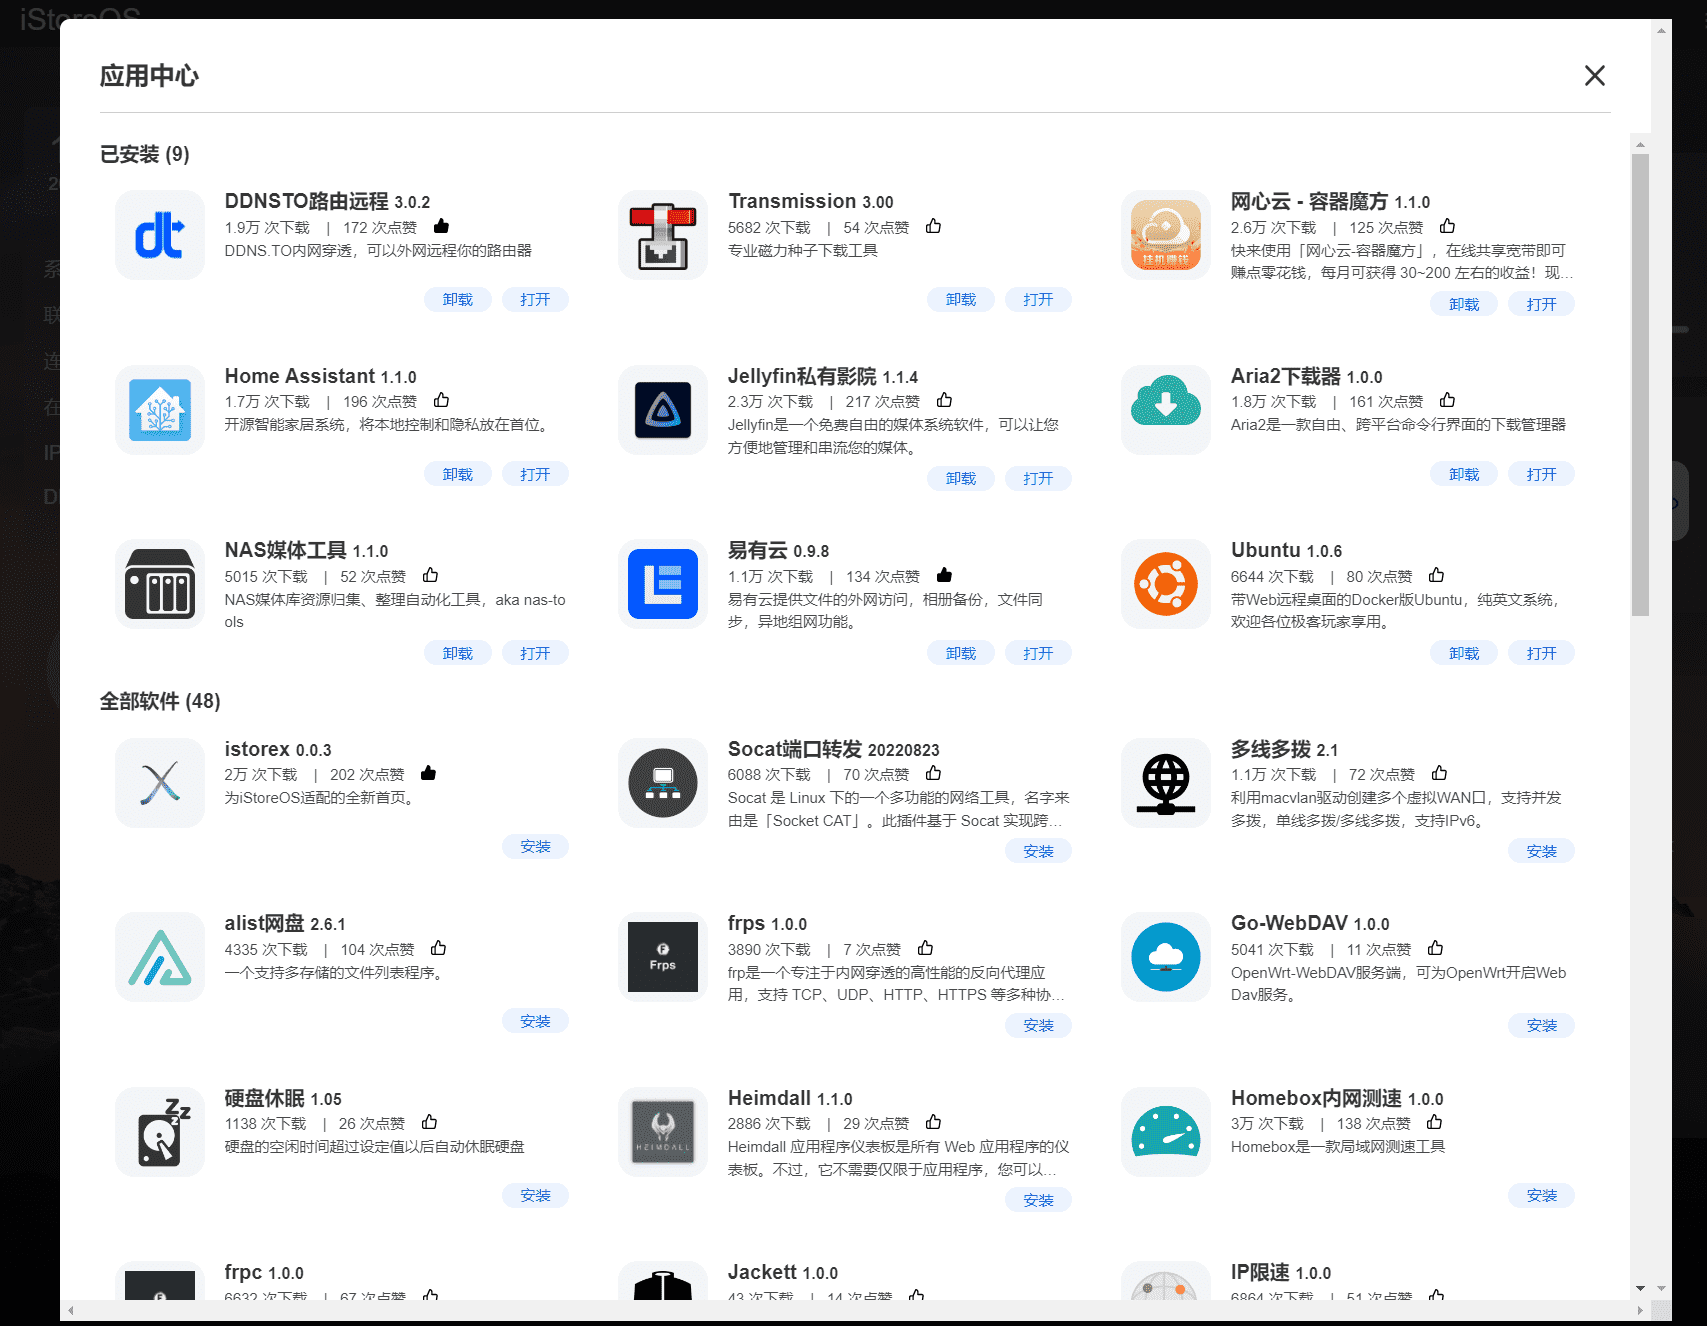 iStoreOS
应用中心
已安装 (9)
DDNSTO路由远程 3.0.2
1.9万 次下载 | 172 次点赞
DDNS.TO内网穿透，可以外网远程你的路由器
卸载 打开
Transmission 3.00
5682 次下载 | 54 次点赞
专业磁力种子下载工具
卸载 打开
挂机赚钱
网心云 - 容器魔方 1.1.0
2.6万 次下载 | 125 次点赞
快来使用「网心云-容器魔方」，在线共享宽带即可
赚点零花钱，每月可获得 30~200 左右的收益！现...
卸载 打开
Home Assistant 1.1.0
1.7万 次下载 | 196 次点赞
开源智能家居系统，将本地控制和隐私放在首位。
卸载 打开
Jellyfin私有影院 1.1.4
2.3万 次下载 | 217 次点赞
Jellyfin是一个免费自由的媒体系统软件，可以让您
方便地管理和串流您的媒体。
卸载 打开
Aria2下载器 1.0.0
1.8万 次下载 | 161 次点赞
Aria2是一款自由、跨平台命令行界面的下载管理器
卸载 打开
NAS媒体工具 1.1.0
5015 次下载 | 52 次点赞
NAS媒体库资源归集、整理自动化工具，aka nas-to
ols
卸载 打开
易有云 0.9.8
1.1万 次下载 | 134 次点赞
易有云提供文件的外网访问，相册备份，文件同
步，异地组网功能。
卸载 打开
Ubuntu 1.0.6
6644 次下载 | 80 次点赞
带Web远程桌面的Docker版Ubuntu，纯英文系统，
欢迎各位极客玩家享用。
卸载 打开
全部软件 (48)
istorex 0.0.3
2万 次下载 | 202 次点赞
为iStoreOS适配的全新首页。
安装
Socat端口转发 20220823
6088 次下载 | 70 次点赞
Socat 是 Linux 下的一个多功能的网络工具，名字来
由是「Socket CAT」。此插件基于 Socat 实现跨...
安装
多线多拨 2.1
1.1万 次下载 | 72 次点赞
利用macvlan驱动创建多个虚拟WAN口，支持并发
多拨，单线多拨/多线多拨，支持IPv6。
安装
alist网盘 2.6.1
4335 次下载 | 104 次点赞
一个支持多存储的文件列表程序。
安装
Frps
frps 1.0.0
3890 次下载 | 7 次点赞
frp是一个专注于内网穿透的高性能的反向代理应
用，支持 TCP、UDP、HTTP、HTTPS 等多种协...
安装
Go-WebDAV 1.0.0
5041 次下载 | 11 次点赞
OpenWrt-WebDAV服务端，可为OpenWrt开启Web
Dav服务。
安装
硬盘休眠 1.05
1138 次下载 | 26 次点赞
硬盘的空闲时间超过设定值以后自动休眠硬盘
安装
HEIMDALL
Heimdall 1.1.0
2886 次下载 | 29 次点赞
Heimdall 应用程序仪表板是所有 Web 应用程序的仪
表板。不过，它不需要仅限于应用程序，您可以...
安装
Homebox内网测速 1.0.0
3万 次下载 | 138 次点赞
Homebox是一款局域网测速工具
安装
frpc 1.0.0
6632 次下载 | 67 次点赞
Jackett 1.0.0
43 次下载 | 14 次点赞
IP限速 1.0.0
6864 次下载 | 51 次点赞